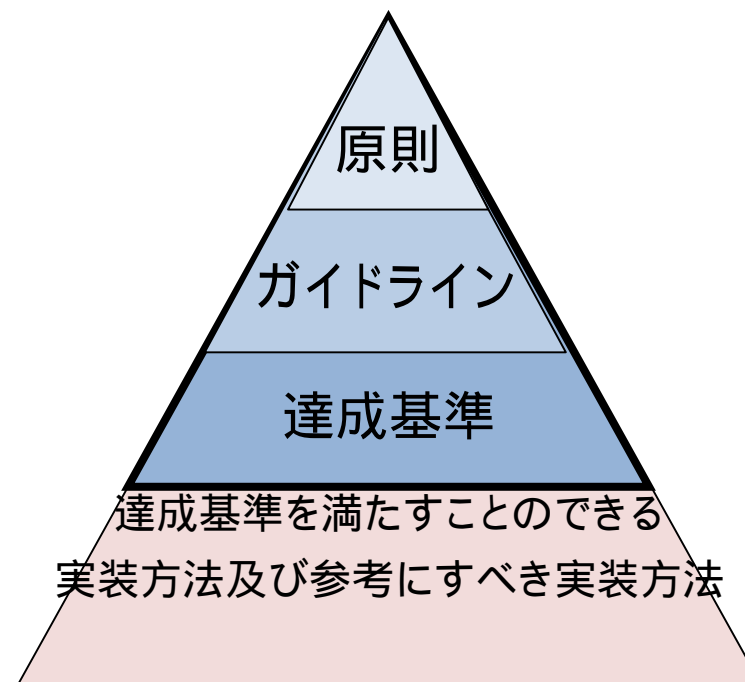 原則
ガイドライン
達成基準
達成基準を満たすことのできる
実装方法及び参考にすべき実装方法